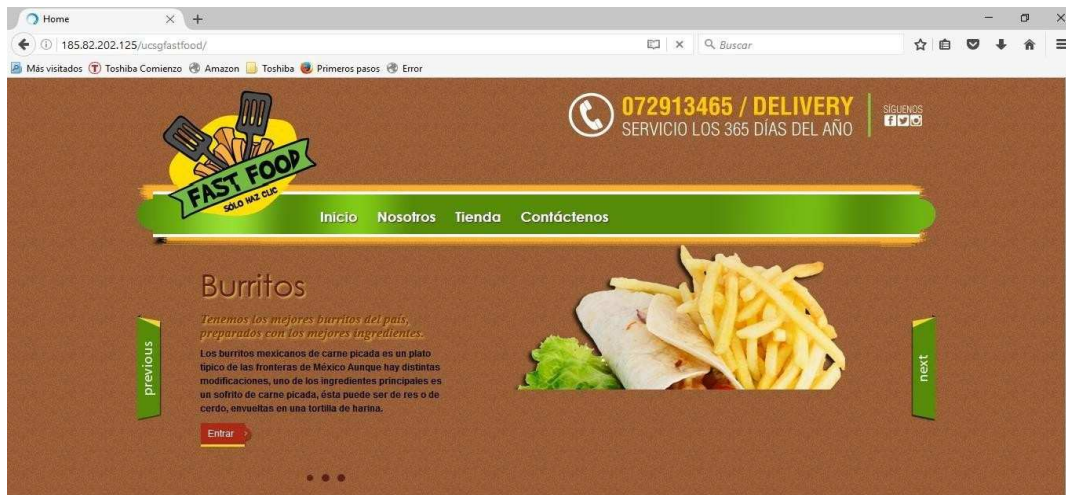 Home
185.82.202.125/ucsgfastfood/
Buscar
Más visitados Toshiba Comienzo Amazon Toshiba Primeros pasos Error
FAST FOOD
SÓLO HAZ CLIC
072913465 / DELIVERY
SERVICIO LOS 365 DÍAS DEL AÑO
SÍGUENOS
Inicio Nosotros Tienda Contáctenos
Burritos
Tenemos los mejores burritos del país,
preparados con los mejores ingredientes.
Los burritos mexicanos de carne picada es un plato
típico de las fronteras de México Aunque hay distintas
modificaciones, uno de los ingredientes principales es
un sofrito de carne picada, ésta puede ser de res o de
cerdo, envueltas en una tortilla de harina.
Entrar
previous
next